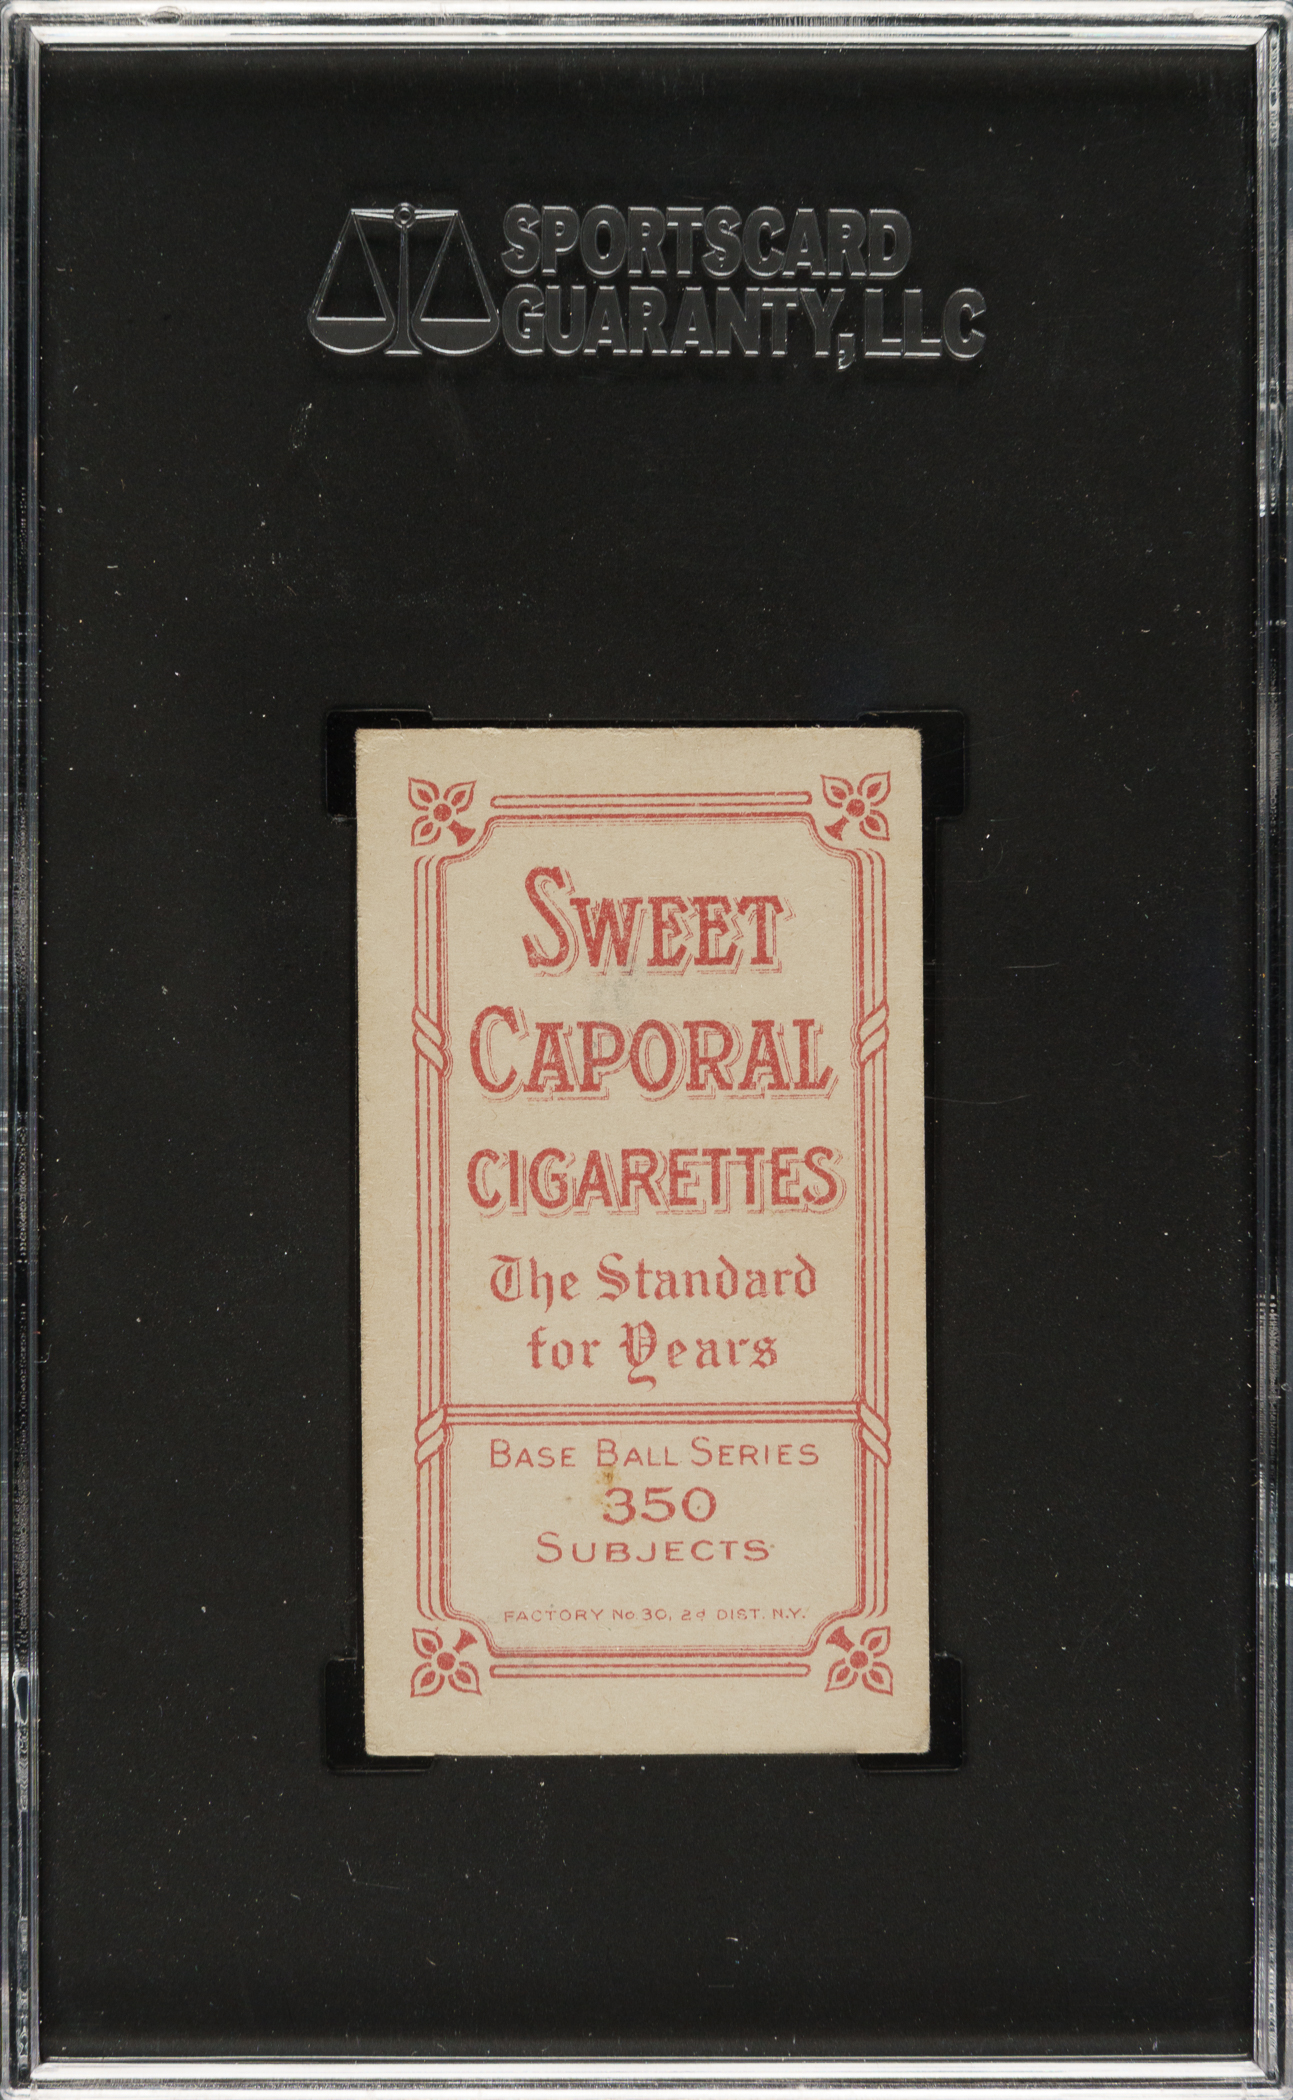 SPORTSCARD
GUARANTY, LLC
SWEET
CAPORAL
CIGARETTES
The Standard
for Years
BASE BALL SERIES
350
SUBJECTS
FACTORY No. 30, 2d DIST. N.Y.